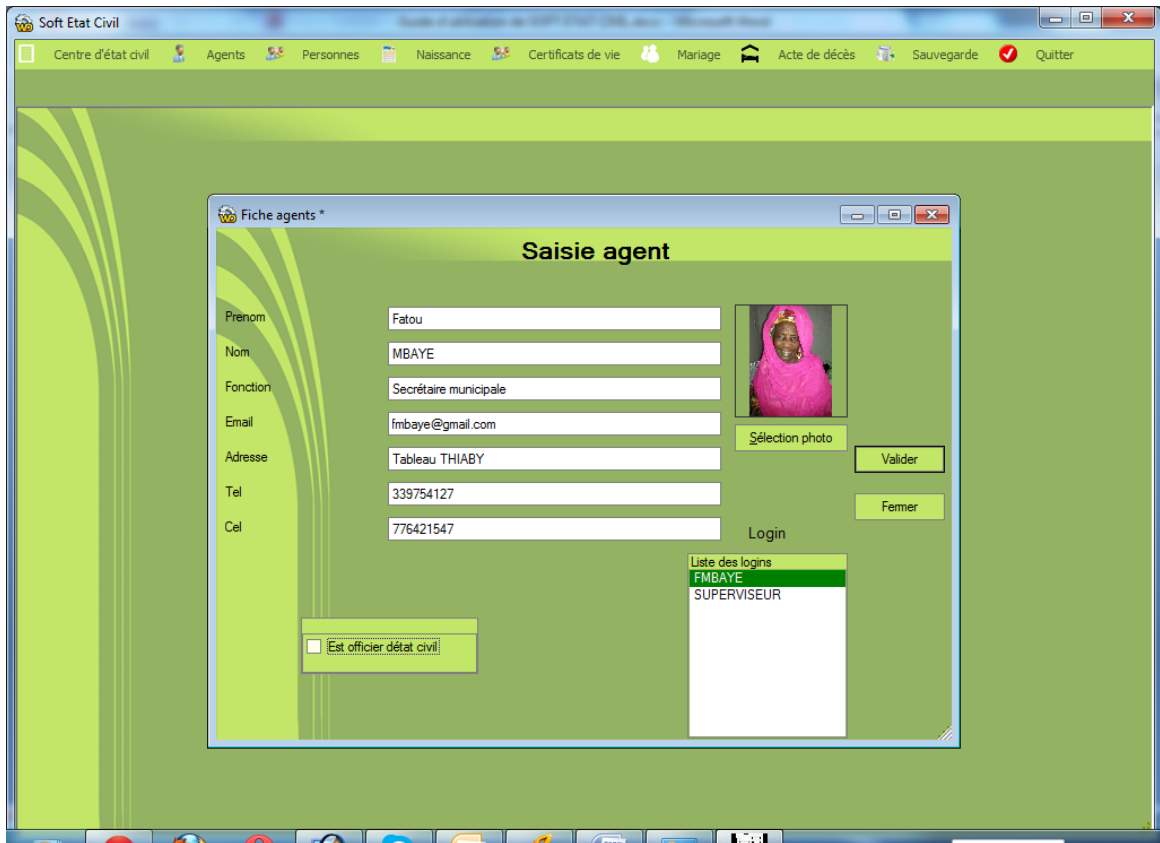 Soft Etat Civil
Centre d'état civil Agents Personnes Naissance Certificats de vie Mariage Acte de décès Sauvegarde Quitter
Fiche agents *
Saisie agent
Prenom Fatou
Nom MBAYE
Fonction Secrétaire municipale
Email fmbaye@gmail.com
Sélection photo
Adresse Tableau THIABY
Valider
Tel 339754127
Fermer
Cel 776421547
Login
Liste des logins
FMBAYE
SUPERVISEUR
Est officier détat civil